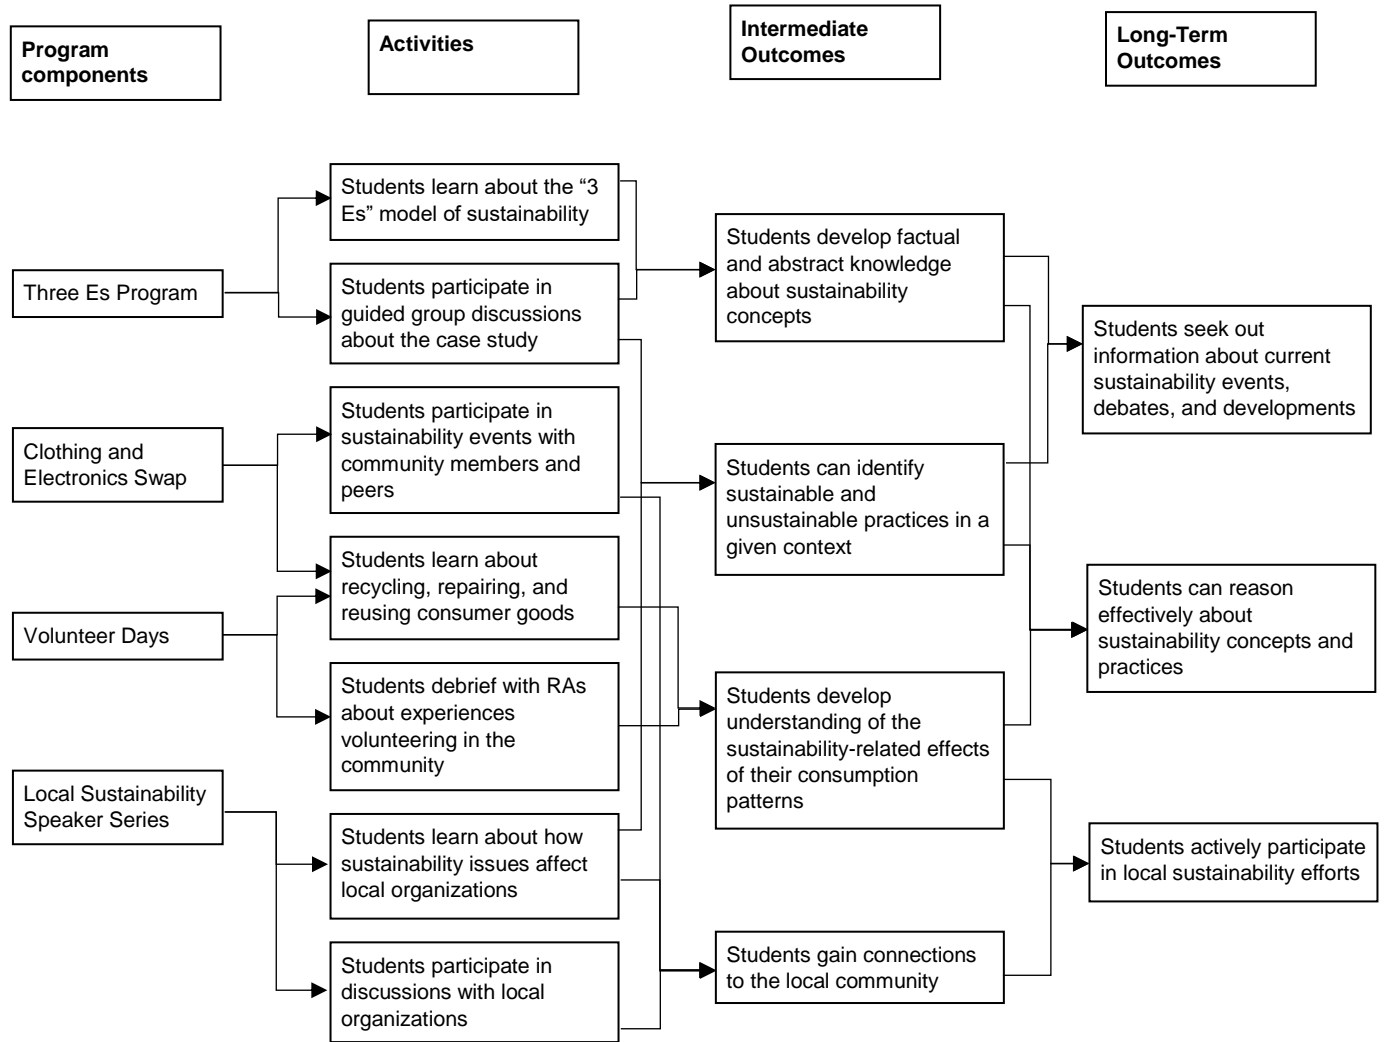 Program
components
Activities
Intermediate
Outcomes
Long-Term
Outcomes
Three Es Program
Clothing and
Electronics Swap
Volunteer Days
Local Sustainability
Speaker Series
Students learn about the “3
Es” model of sustainability
Students participate in
guided group discussions
about the case study
Students participate in
sustainability events with
community members and
peers
Students learn about
recycling, repairing, and
reusing consumer goods
Students debrief with RAs
about experiences
volunteering in the
community
Students learn about how
sustainability issues affect
local organizations
Students participate in
discussions with local
organizations
Students develop factual
and abstract knowledge
about sustainability
concepts
Students can identify
sustainable and
unsustainable practices in a
given context
Students develop
understanding of the
sustainability-related effects
of their consumption
patterns
Students gain connections
to the local community
Students seek out
information about current
sustainability events,
debates, and developments
Students can reason
effectively about
sustainability concepts and
practices
Students actively participate
in local sustainability efforts